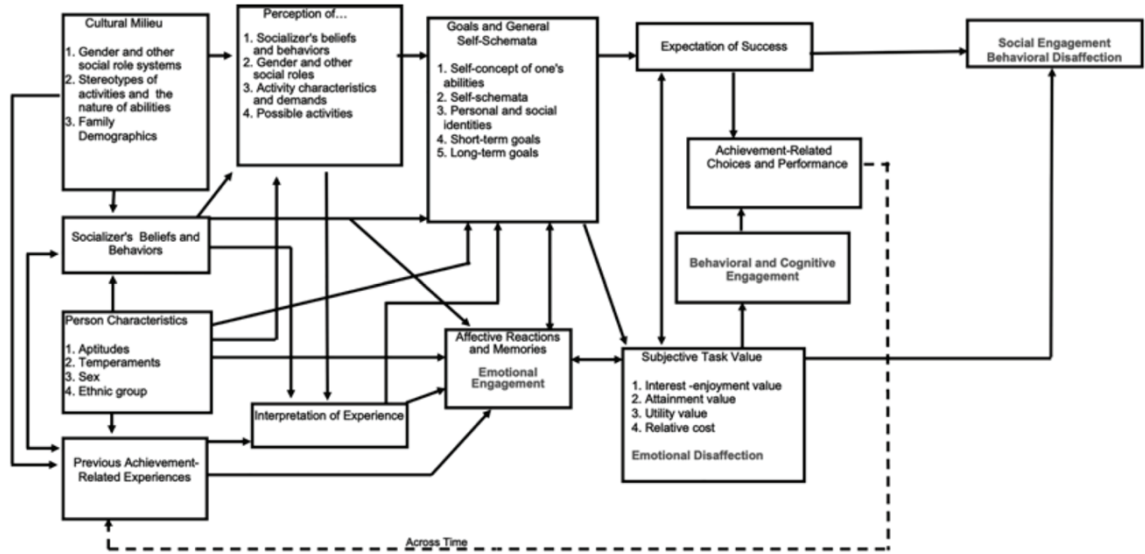 Cultural Milieu
1. Gender and other
social role systems
2. Stereotypes of
activities and the
nature of abilities
3. Family
Demographics
Perception of...
1. Socializer's beliefs
and behaviors
2. Gender and other
social roles
3. Activity characteristics
and demands
4. Possible activities
Goals and General
Self-Schemata
1. Self-concept of one's
abilities
2. Self-schemata
3. Personal and social
identities
4. Short-term goals
5. Long-term goals
Expectation of Success
Social Engagement
Behavioral Disaffection
Achievement-Related
Choices and Performance
Socializer's Beliefs and
Behaviors
Behavioral and Cognitive
Engagement
Person Characteristics
1. Aptitudes
2. Temperaments
3. Sex
4. Ethnic group
Affective Reactions
and Memories
Emotional
Engagement
Subjective Task Value
1. Interest -enjoyment value
2. Attainment value
3. Utility value
4. Relative cost
Emotional Disaffection
Interpretation of Experience
Previous Achievement-
Related Experiences
Across Time